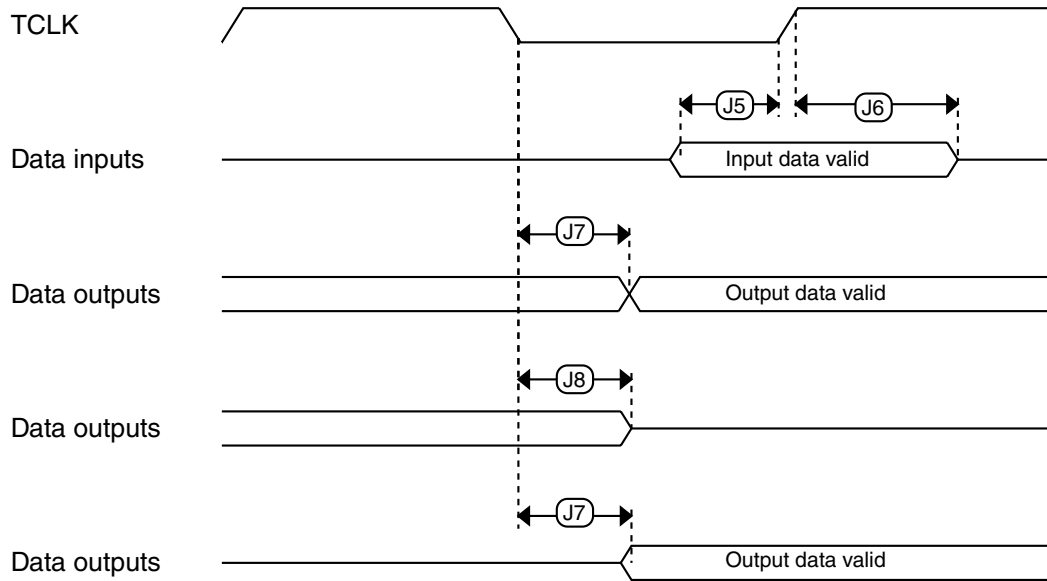 TCLK
J5
J6
Data inputs
Input data valid
J7
Data outputs
Output data valid
J8
Data outputs
J7
Data outputs
Output data valid